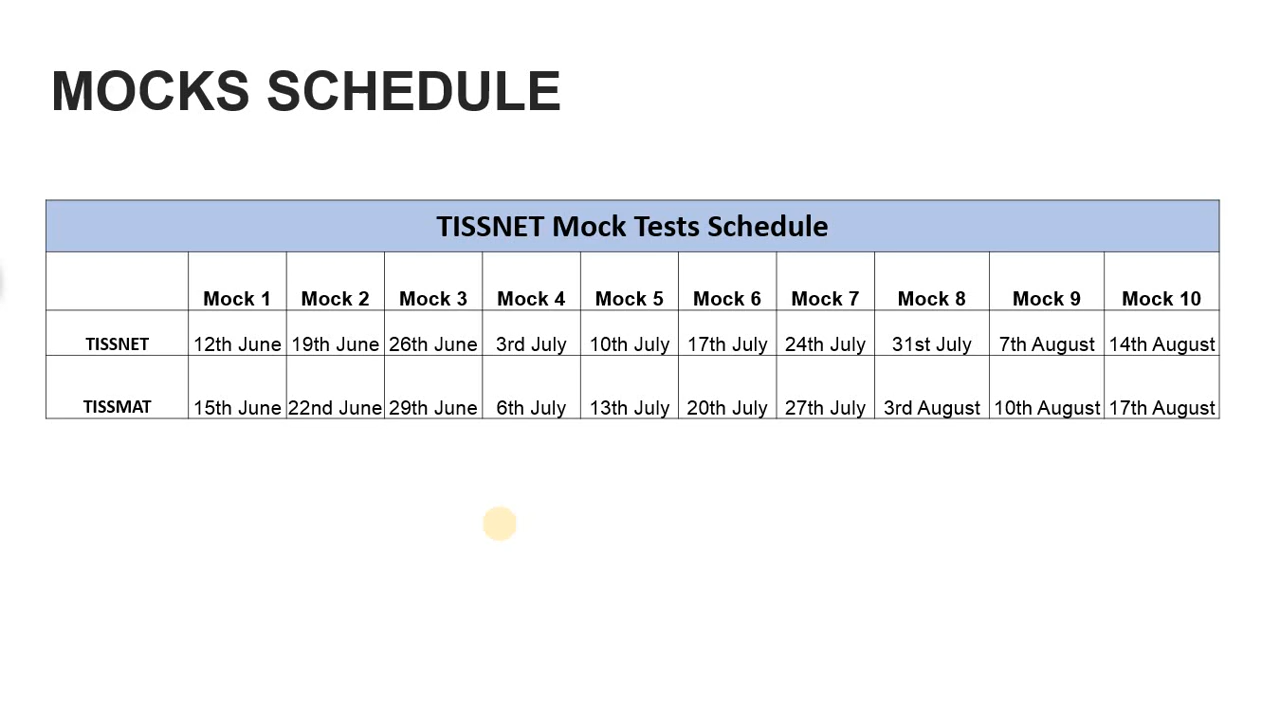 MOCKS SCHEDULE
TISSNET Mock Tests Schedule
Mock 1 Mock 2 Mock 3 Mock 4 Mock 5 Mock 6 Mock 7 Mock 8 Mock 9 Mock 10
TISSNET 12th June 19th June 26th June 3rd July 10th July 17th July 24th July 31st July 7th August 14th August
TISSMAT 15th June 22nd June 29th June 6th July 13th July 20th July 27th July 3rd August 10th August 17th August